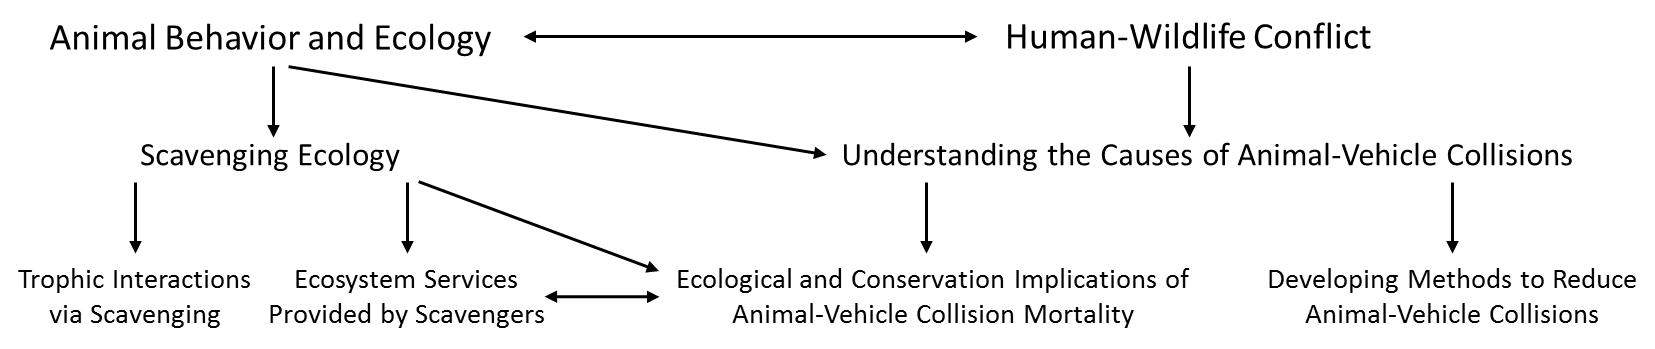 Animal Behavior and Ecology
Human-Wildlife Conflict
Scavenging Ecology
Understanding the Causes of Animal-Vehicle Collisions
Trophic Interactions
via Scavenging
Ecosystem Services
Provided by Scavengers
Ecological and Conservation Implications of
Animal-Vehicle Collision Mortality
Developing Methods to Reduce
Animal-Vehicle Collisions